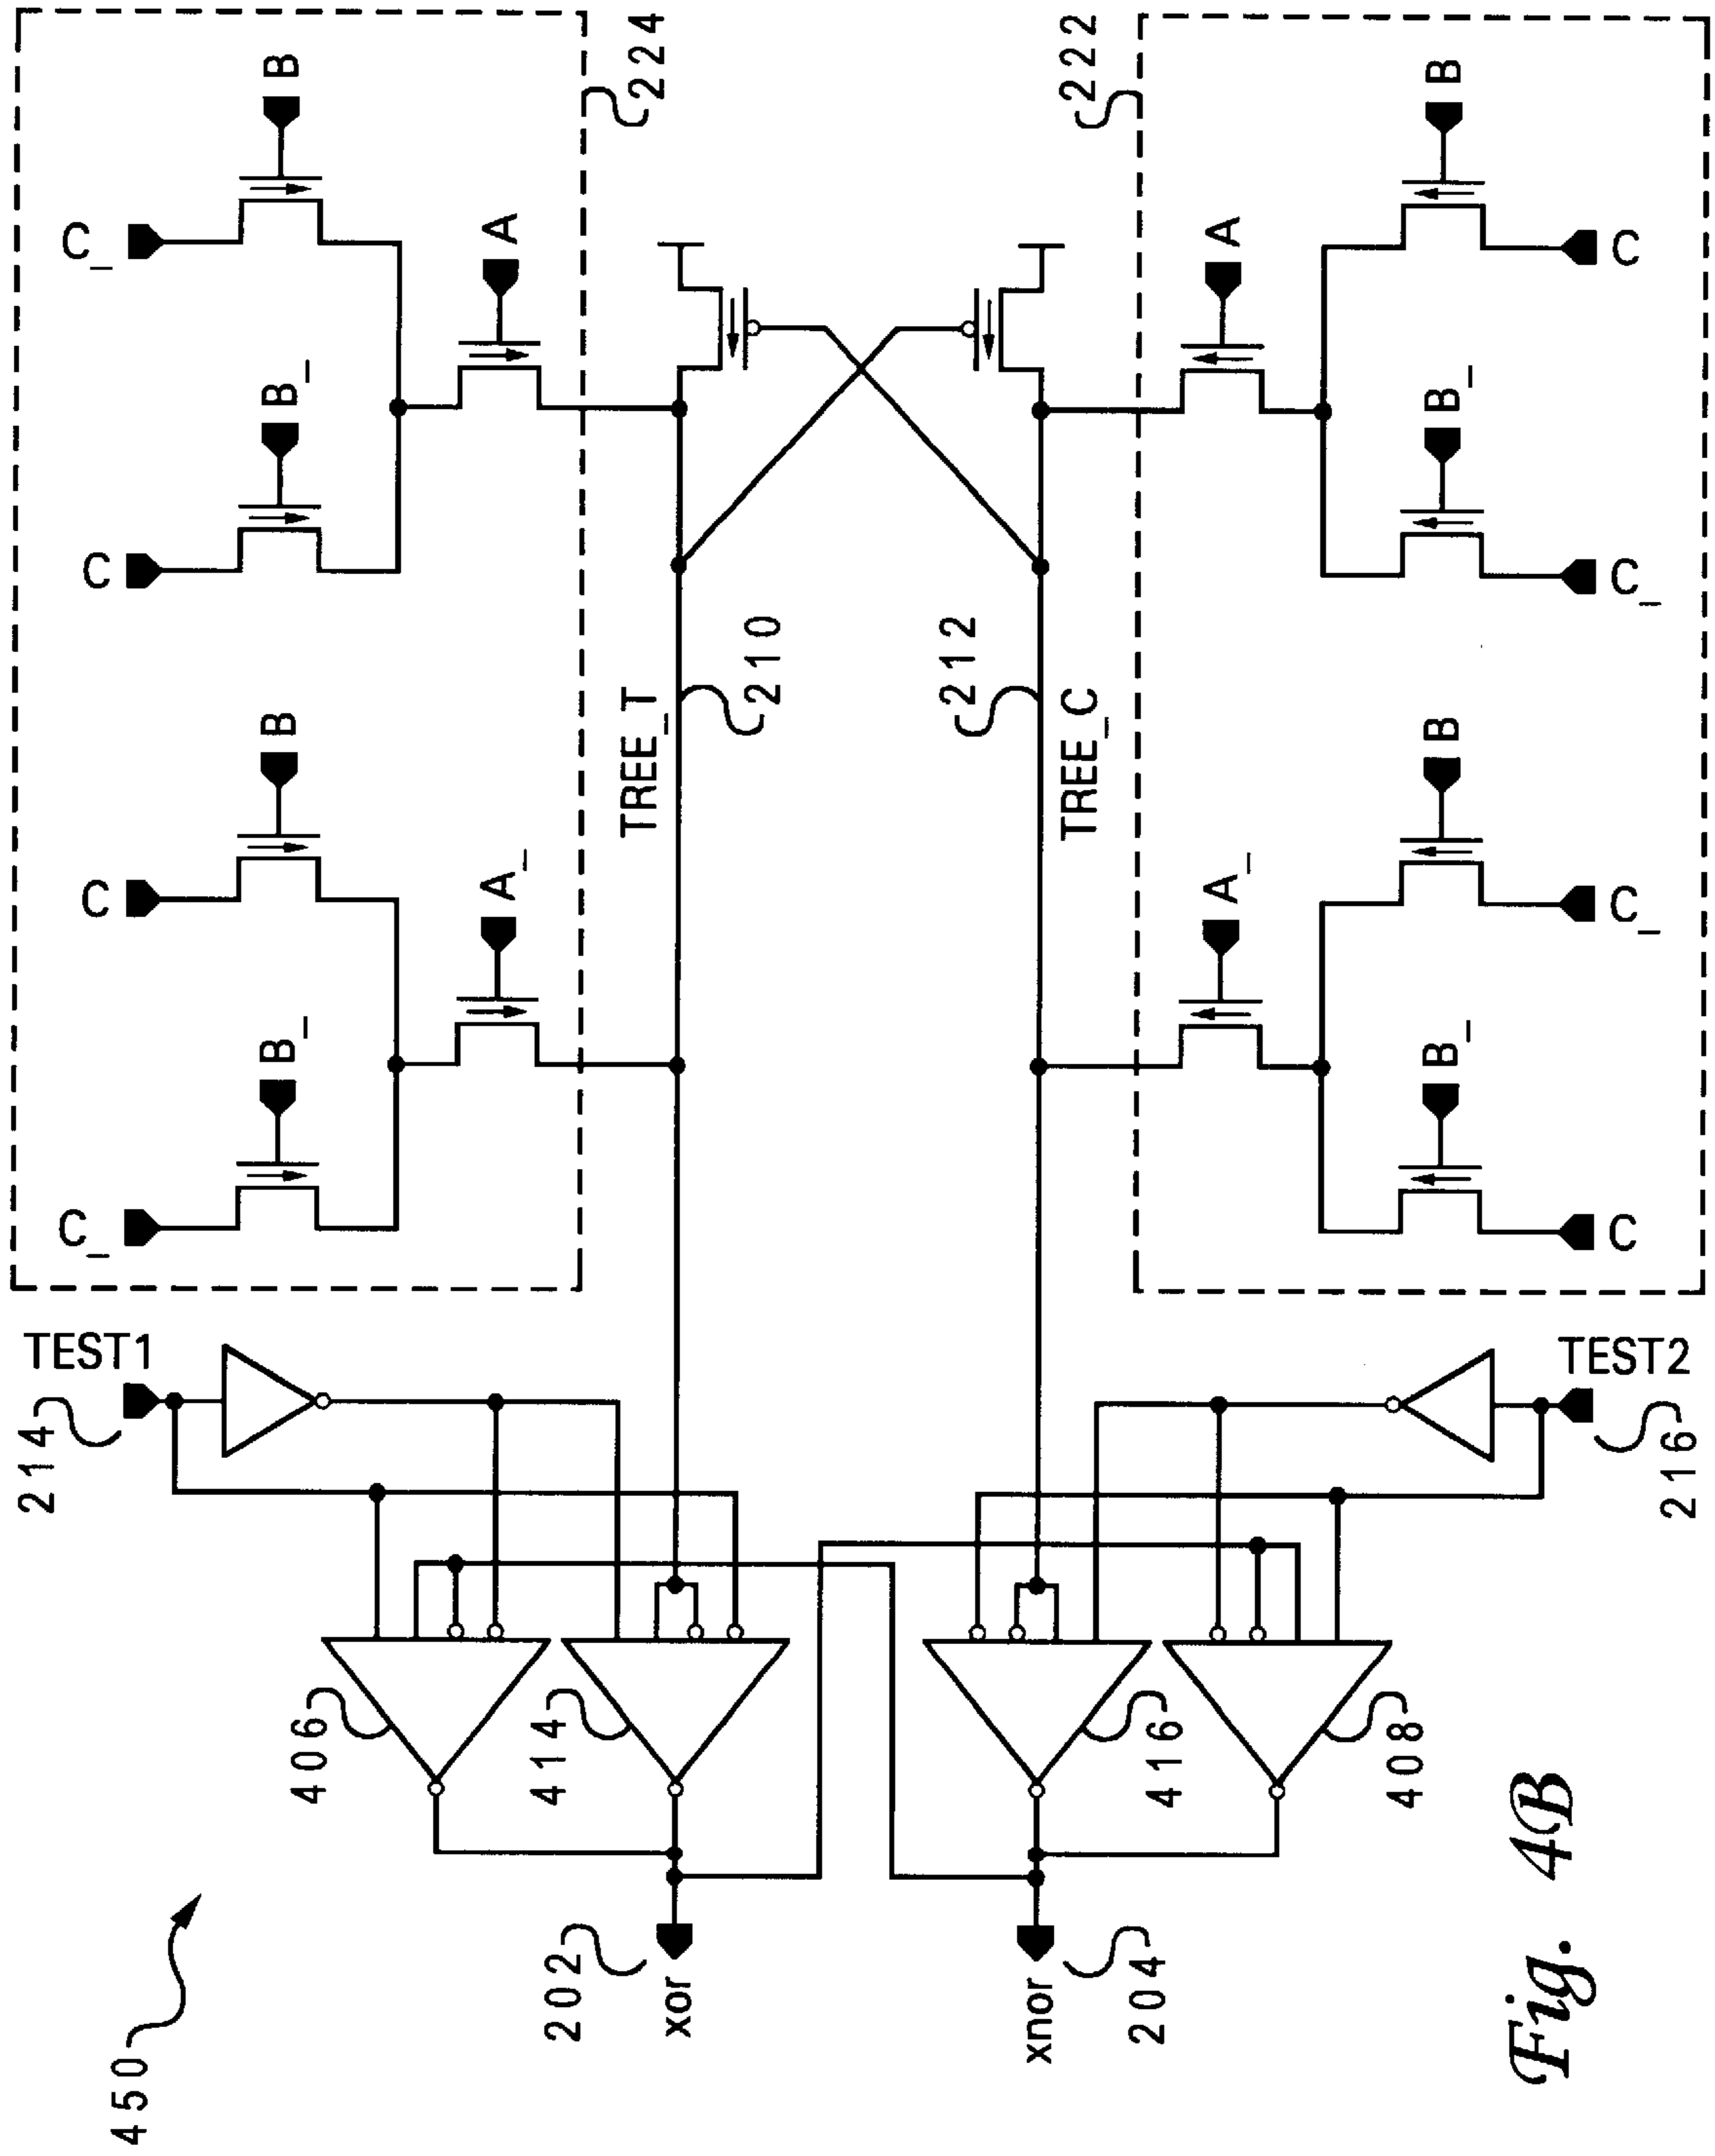 450
202
xor
xnor
204
406
414
416
408
214
TEST1
TEST2
216
C_
B_
C
B
A_
C
B_
C_
B
A
224
TREE_T
210
212
TREE_C
222
A_
B_
C
B
C_
A
B_
C_
B
C
Fig. 4B